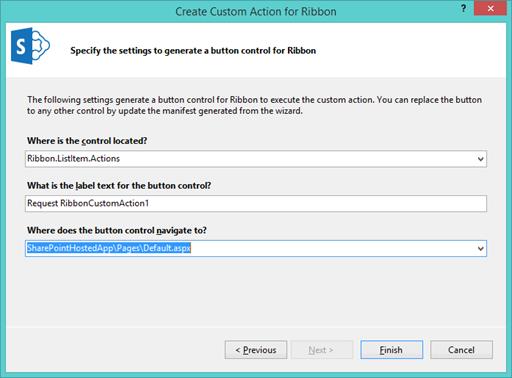 Create Custom Action for Ribbon
?
S
Specify the settings to generate a button control for Ribbon
The following settings generate a button control for Ribbon to execute the custom action. You can replace the button
to any other control by update the manifest generated from the wizard.
Where is the control located?
Ribbon.ListItem.Actions
What is the label text for the button control?
Request RibbonCustomAction1
Where does the button control navigate to?
SharePointHostedApp\Pages\Default.aspx
< Previous
Next >
Finish
Cancel